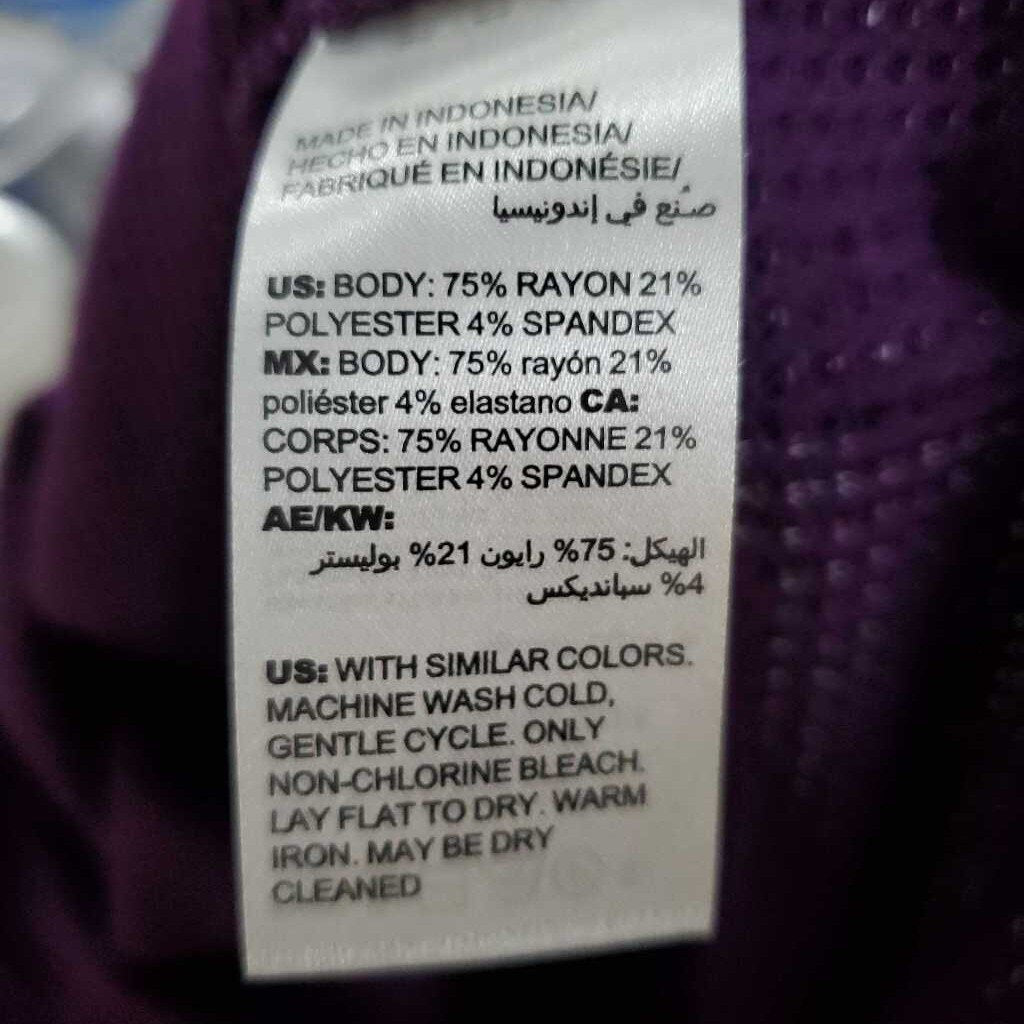 MADE IN INDONESIA/
HECHO EN INDONESIA/
FABRIQUÉ EN INDONÉSIE/
صُنع في إندونيسيا
US: BODY: 75% RAYON 21%
POLYESTER 4% SPANDEX
MX: BODY: 75% rayón 21%
poliéster 4% elastano CA:
CORPS: 75% RAYONNE 21%
POLYESTER 4% SPANDEX
AE/KW:
الهيكل: 75% رايون 21% بوليستر
4% سباندیكس
US: WITH SIMILAR COLORS.
MACHINE WASH COLD,
GENTLE CYCLE. ONLY
NON-CHLORINE BLEACH.
LAY FLAT TO DRY. WARM
IRON. MAY BE DRY
CLEANED